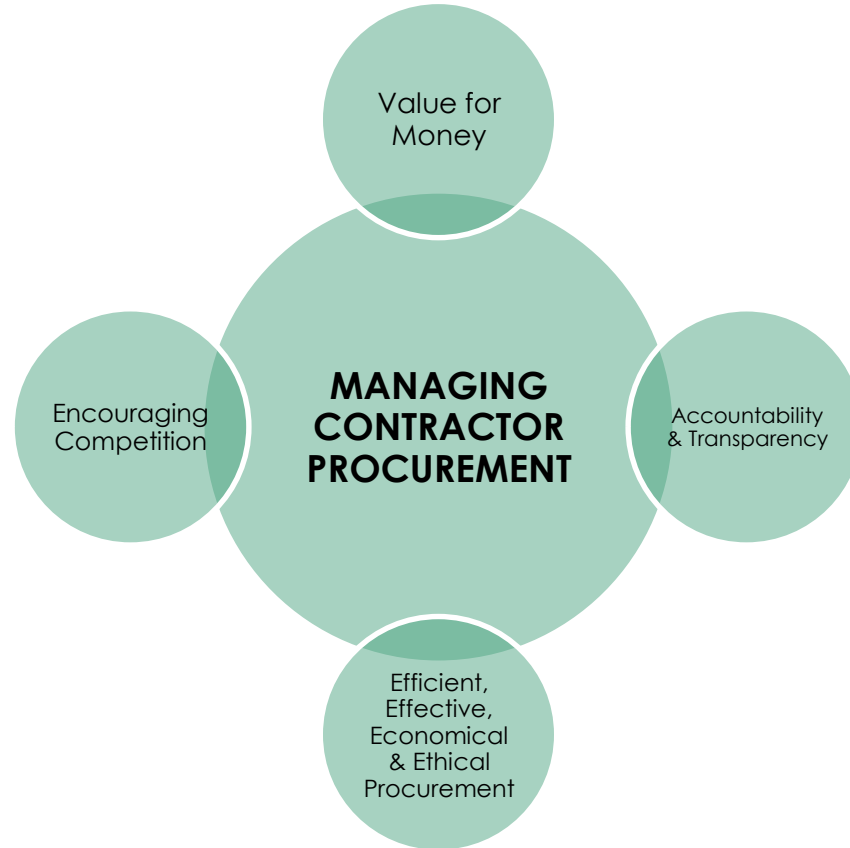 Value for
Money
Encouraging
Competition
MANAGING
CONTRACTOR
PROCUREMENT
Accountability
& Transparency
Efficient,
Effective,
Economical
& Ethical
Procurement